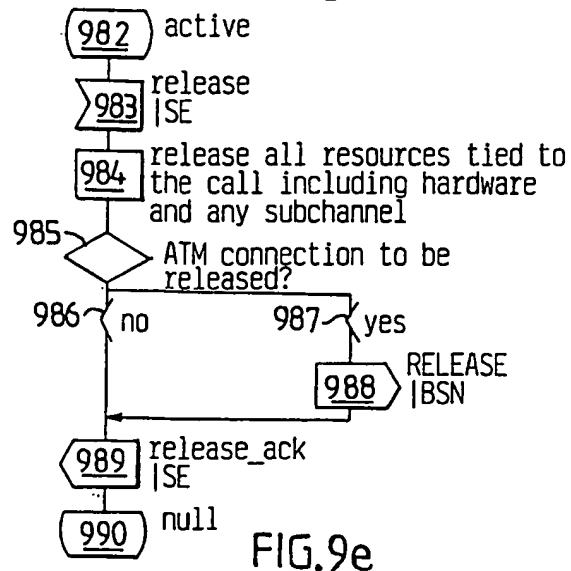 982 active
983 release
|SE
984 release all resources tied to
the call including hardware
and any subchannel
985 ATM connection to be
released?
986 no 987 yes
988 RELEASE
|BSN
989 release_ack
|SE
990 null
FIG.9e